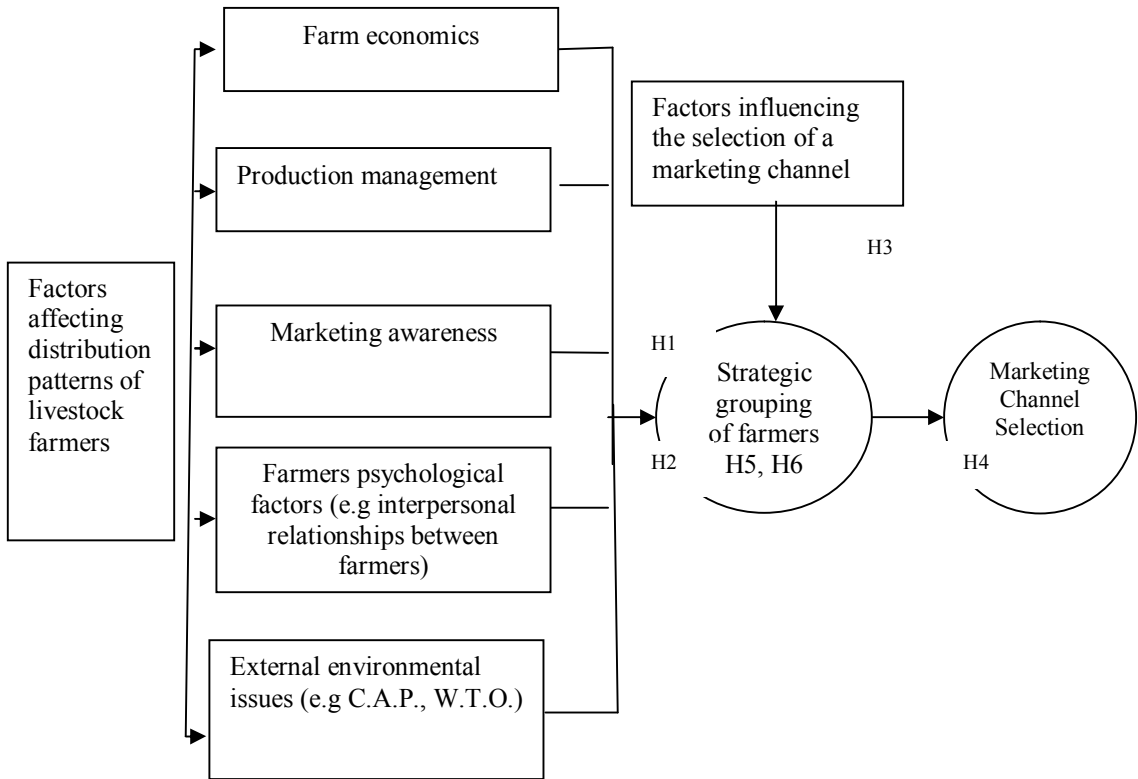 Factors
affecting
distribution
patterns of
livestock
farmers
Farm economics
Production management
Marketing awareness
Farmers psychological
factors (e.g interpersonal
relationships between
farmers)
External environmental
issues (e.g C.A.P., W.T.O.)
Factors influencing
the selection of a
marketing channel
H3
H1
H2
Strategic
grouping
of farmers
H5, H6
Marketing
Channel
Selection
H4